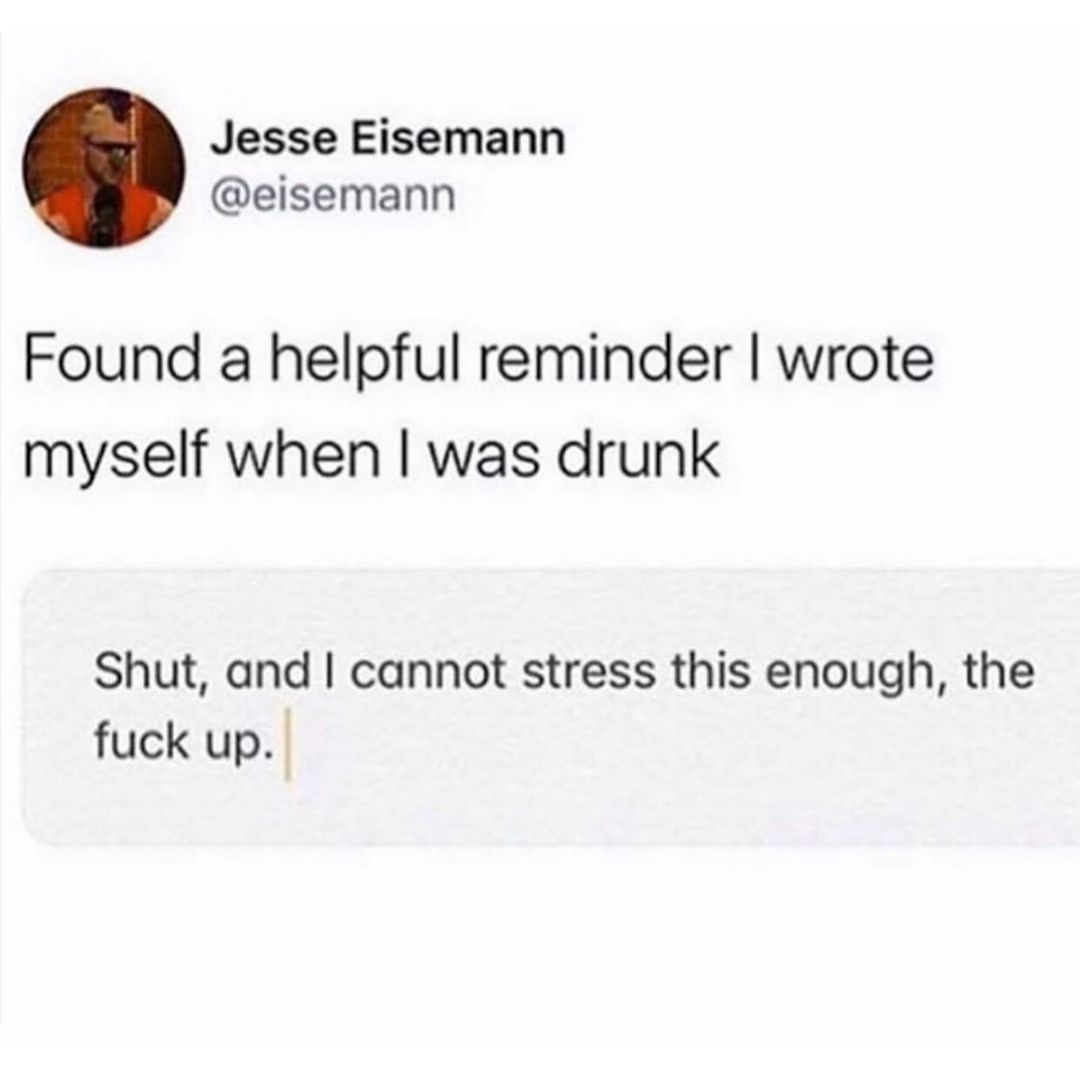 Jesse Eisemann
@eisemann
Found a helpful reminder I wrote
myself when I was drunk
Shut, and I cannot stress this enough, the
fuck up.